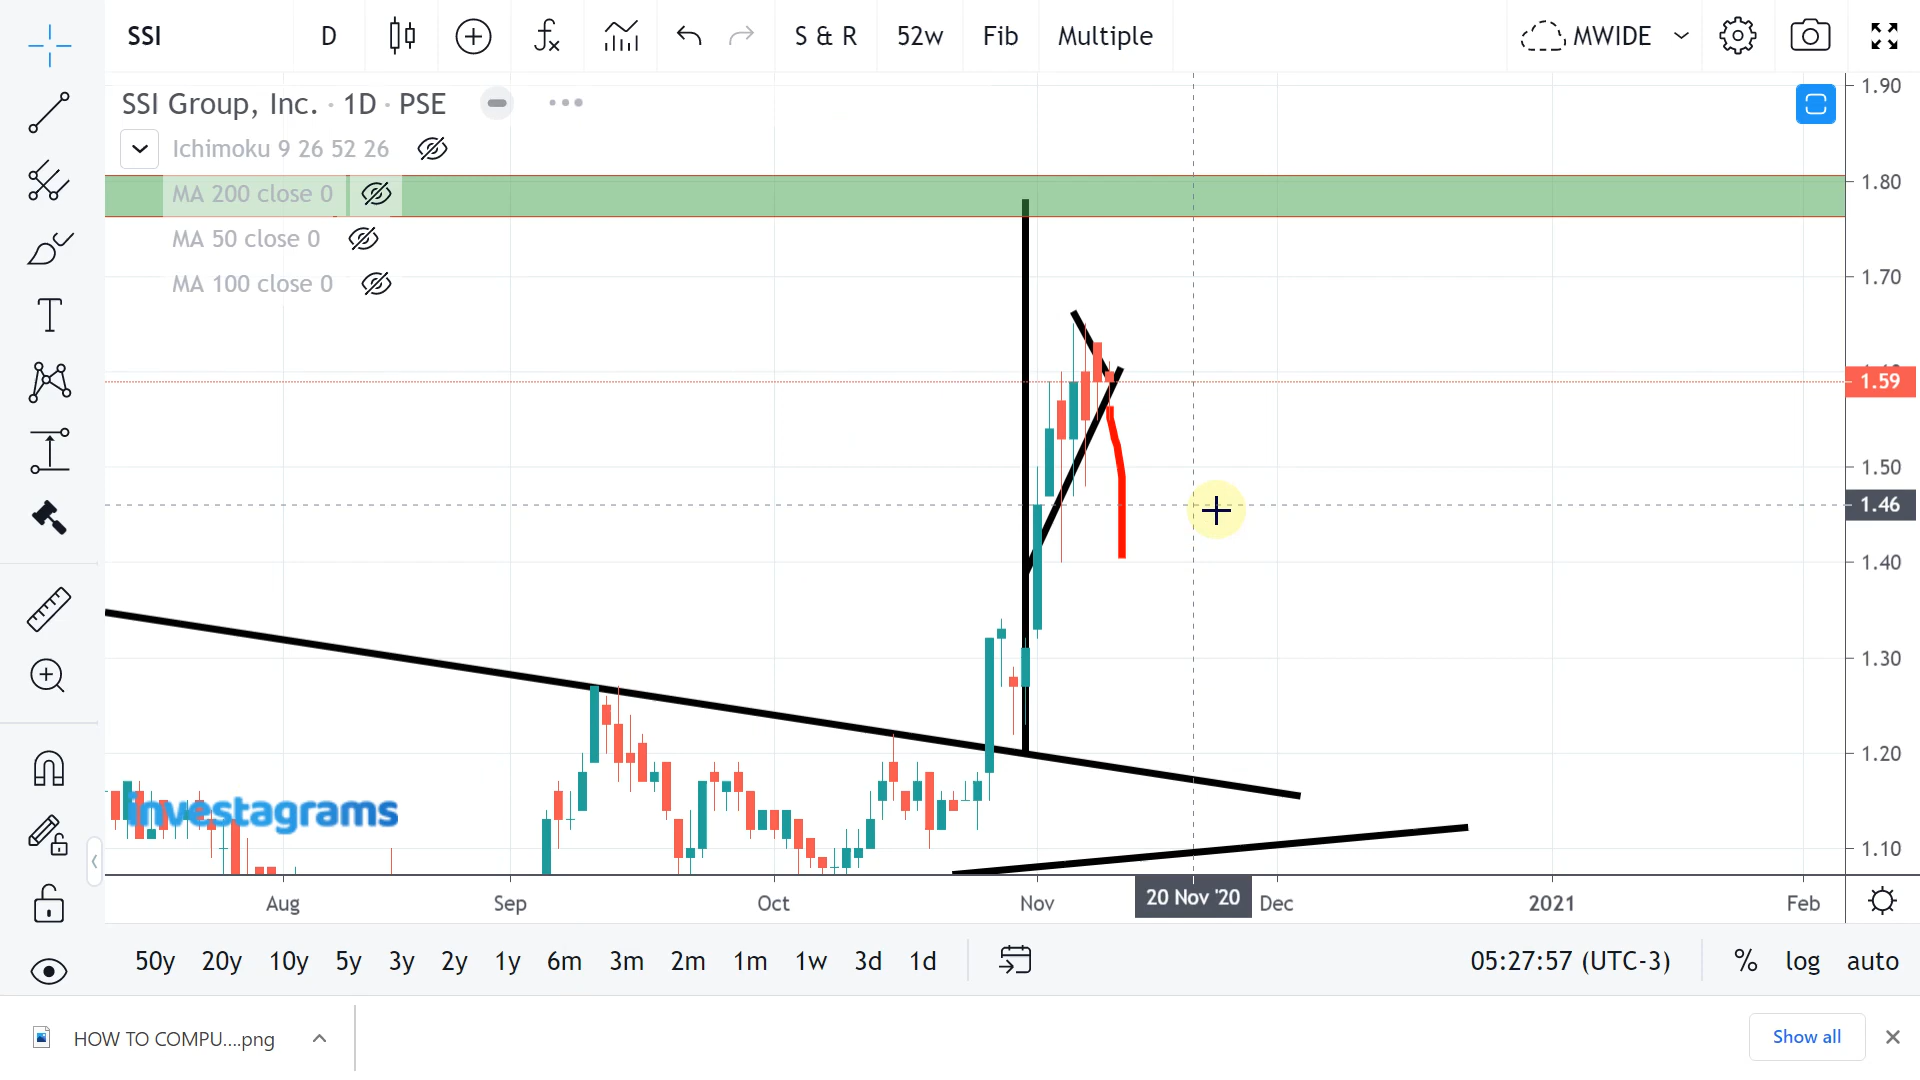 SSI D S & R 52w Fib Multiple MWIDE
SSI Group, Inc. · 1D · PSE
Ichimoku 9 26 52 26
MA 200 close 0
MA 50 close 0
MA 100 close 0
1.90
1.80
1.70
1.59
1.50
1.46
1.40
1.30
1.20
1.10
investagrams
Aug Sep Oct Nov 20 Nov '20 Dec 2021 Feb
50y 20y 10y 5y 3y 2y 1y 6m 3m 2m 1m 1w 3d 1d 05:27:57 (UTC-3) % log auto
HOW TO COMPU....png Show all